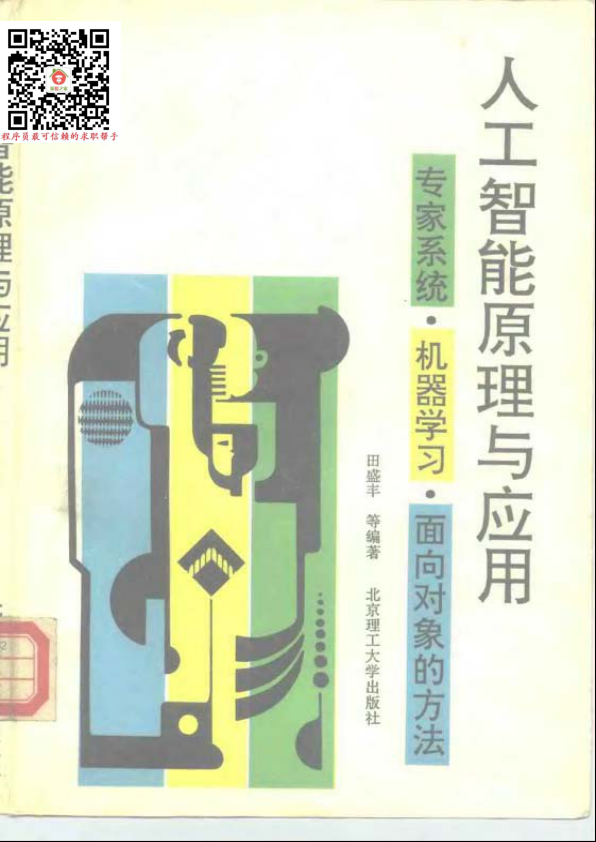 程序员最可信赖的求职帮手
人工智能原理与应用
专家系统·机器学习·面向对象的方法
田盛丰 等编著
北京理工大学出版社
智能原理与应用